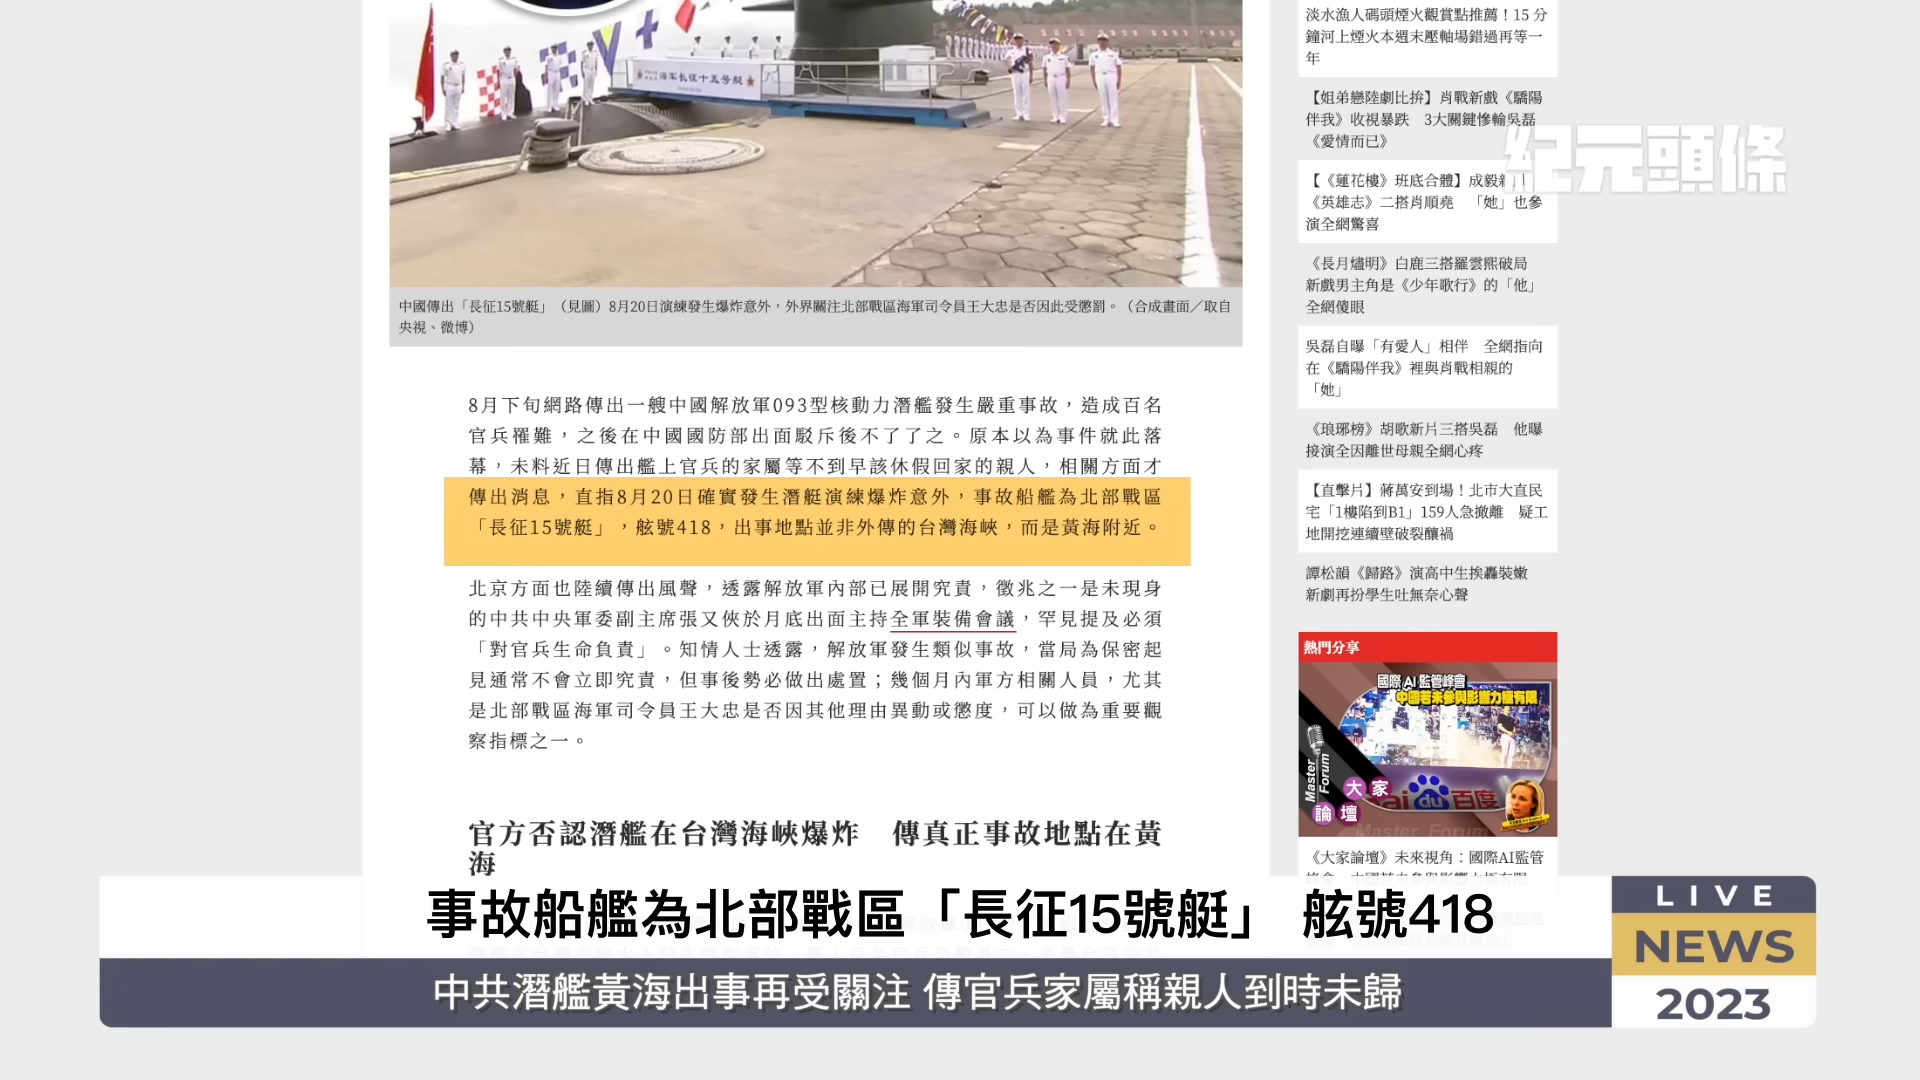 海军长征十五号艇
中國傳出「長征15號艇」（見圖）8月20日演練發生爆炸意外，外界關注北部戰區海軍司令員王大忠是否因此受懲罰。（合成畫面／取自
央視、微博）
8月下旬網路傳出一艘中國解放軍093型核動力潛艦發生嚴重事故，造成百名
官兵罹難，之後在中國國防部出面駁斥後不了了之。原本以為事件就此落
幕，未料近日傳出艦上官兵的家屬等不到早該休假回家的親人，相關方面才
傳出消息，直指8月20日確實發生潛艇演練爆炸意外，事故船艦為北部戰區
「長征15號艇」，舷號418，出事地點並非外傳的台灣海峽，而是黃海附近。
北京方面也陸續傳出風聲，透露解放軍內部已展開究責，徵兆之一是未現身
的中共中央軍委副主席張又俠於月底出面主持全軍裝備會議，罕見提及必須
「對官兵生命負責」。知情人士透露，解放軍發生類似事故，當局為保密起
見通常不會立即究責，但事後勢必做出處置；幾個月內軍方相關人員，尤其
是北部戰區海軍司令員王大忠是否因其他理由異動或懲度，可以做為重要觀
察指標之一。
官方否認潛艦在台灣海峽爆炸　傳真正事故地點在黃
海
淡水漁人碼頭煙火觀賞點推薦！15 分
鐘河上煙火本週末壓軸場錯過再等一
年
【姐弟戀陸劇比拚】肖戰新戲《驕陽
伴我》收視暴跌　3大關鍵慘輸吳磊
《愛情而已》
紀元頭條
【《蓮花樓》班底合體】成毅新
《英雄志》二搭肖順堯　「她」也參
演全網驚喜
《長月燼明》白鹿三搭羅雲熙破局
新戲男主角是《少年歌行》的「他」
全網傻眼
吳磊自曝「有愛人」相伴　全網指向
在《驕陽伴我》裡與肖戰相親的
「她」
《琅琊榜》胡歌新片三搭吳磊　他曝
接演全因離世母親全網心疼
【直擊片】蔣萬安到場！北市大直民
宅「1樓陷到B1」159人急撤離　疑工
地開挖連續壁破裂釀禍
譚松韻《歸路》演高中生挨轟裝嫩
新劇再扮學生吐無奈心聲
熱門分享
國際 AI 監管峰會
中國若未參與影響力極有限
Master Forum
大家
論壇
Bai du 百度
Master Forum
《大家論壇》未來視角：國際AI監管
事故船艦為北部戰區「長征15號艇」 舷號418
中共潛艦黃海出事再受關注 傳官兵家屬稱親人到時未歸
LIVE
NEWS
2023